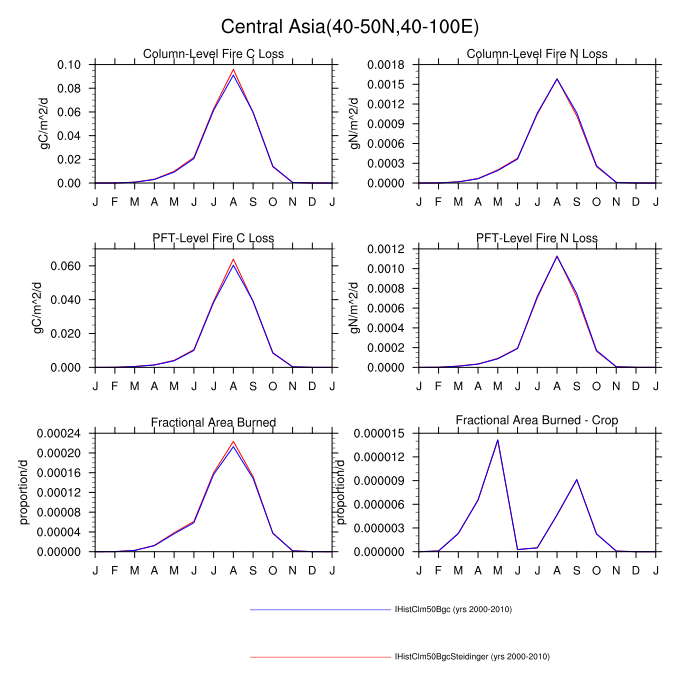 Central Asia(40-50N,40-100E)
Column-Level Fire C Loss
gC/m^2/d
0.10
0.08
0.06
0.04
0.02
0.00
J F M A M J J A S O N D J
Column-Level Fire N Loss
gN/m^2/d
0.0018
0.0015
0.0012
0.0009
0.0006
0.0003
0.0000
J F M A M J J A S O N D J
PFT-Level Fire C Loss
gC/m^2/d
0.060
0.040
0.020
0.000
J F M A M J J A S O N D J
PFT-Level Fire N Loss
gN/m^2/d
0.0012
0.0010
0.0008
0.0006
0.0004
0.0002
0.0000
J F M A M J J A S O N D J
Fractional Area Burned
proportion/d
0.00024
0.00020
0.00016
0.00012
0.00008
0.00004
0.00000
J F M A M J J A S O N D J
Fractional Area Burned - Crop
proportion/d
0.000015
0.000012
0.000009
0.000006
0.000003
0.000000
J F M A M J J A S O N D J
IHistClm50Bgc (yrs 2000-2010)
IHistClm50BgcSteidinger (yrs 2000-2010)